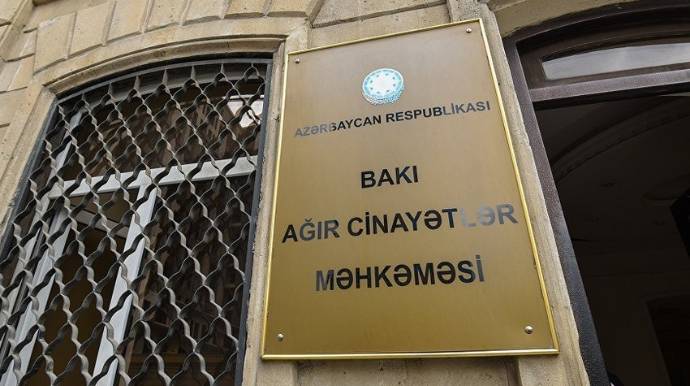 AZƏRBAYCAN RESPUBLİKASI
BAKI
AĞIR CİNAYƏTLƏR
MƏHKƏMƏSİ